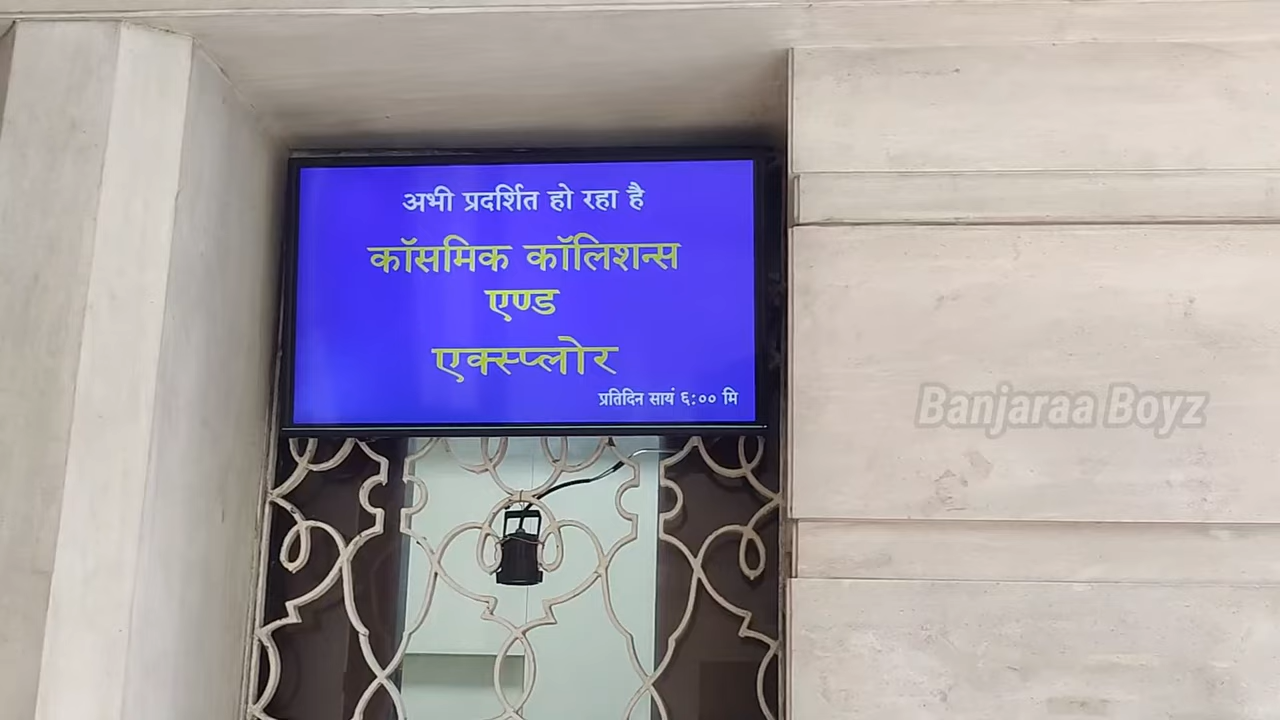 अभी प्रदर्शित हो रहा है
कॉसमिक कॉलिशन्स
एण्ड
एक्स्प्लोर
प्रतिदिन सायं ६:०० मि
Banjaraa Boyz